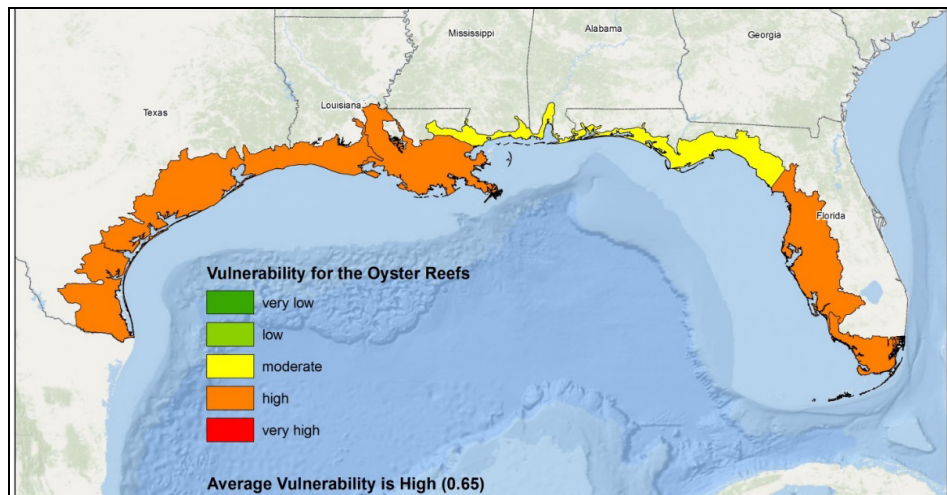 Mississippi
Alabama
Georgia
Texas
Louisiana
Florida
Vulnerability for the Oyster Reefs
very low
low
moderate
high
very high
Average Vulnerability is High (0.65)